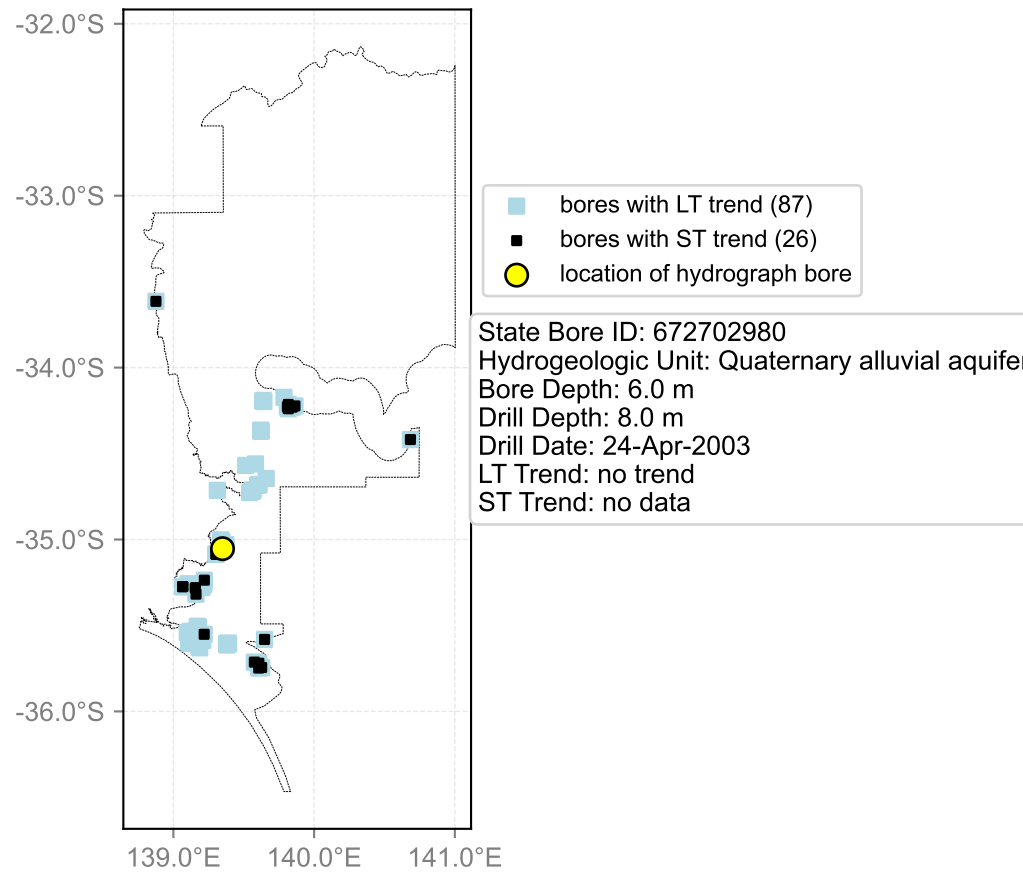 -32.0°S
-33.0°S
-34.0°S
-35.0°S
-36.0°S
139.0°E 140.0°E 141.0°E
bores with LT trend (87)
bores with ST trend (26)
location of hydrograph bore
State Bore ID: 672702980
Hydrogeologic Unit: Quaternary alluvial aquifer
Bore Depth: 6.0 m
Drill Depth: 8.0 m
Drill Date: 24-Apr-2003
LT Trend: no trend
ST Trend: no data